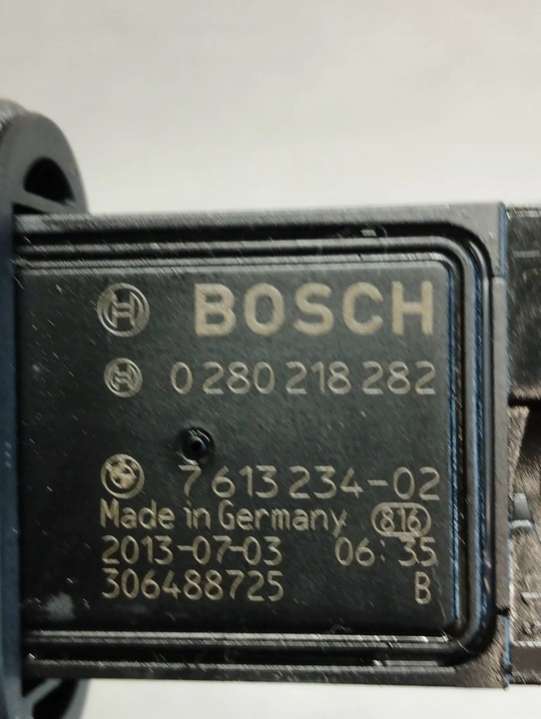 BOSCH
0 280 218 282
7 613 234-02
Made in Germany 816
2013-07-03 06:35
306488725 B